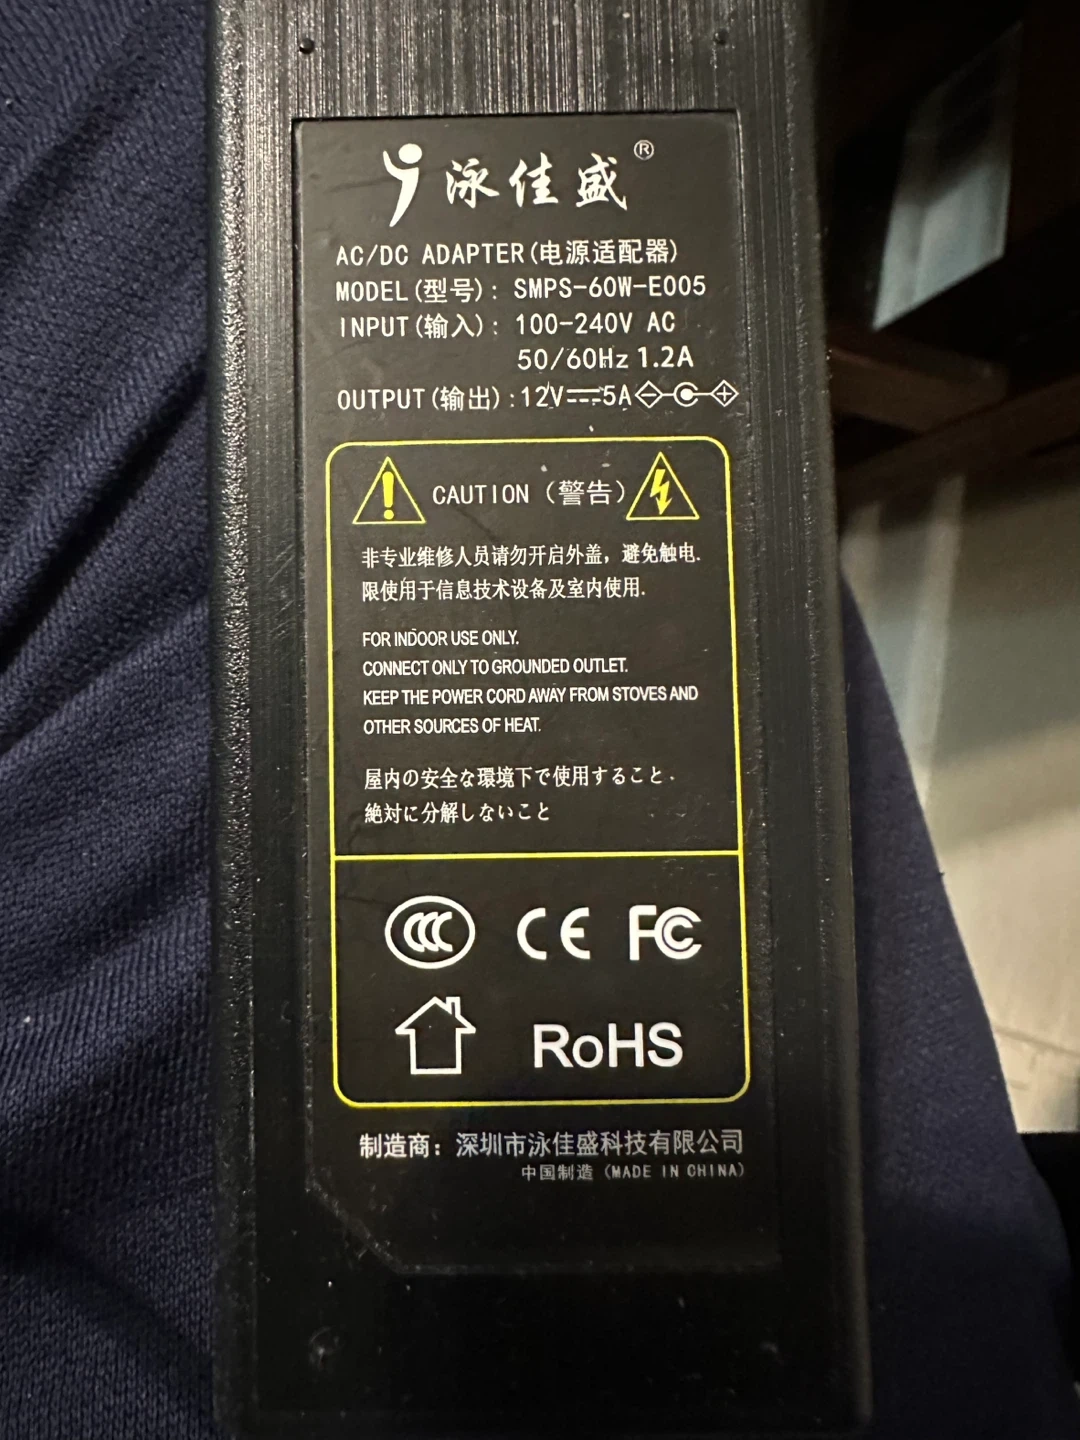 泳佳盛®
AC/DC ADAPTER(电源适配器)
MODEL(型号): SMPS-60W-E005
INPUT(输入): 100-240V AC
50/60Hz 1.2A
OUTPUT(输出):12V⎓5A
CAUTION (警告)
非专业维修人员请勿开启外盖，避免触电.
限使用于信息技术设备及室内使用.
FOR INDOOR USE ONLY.
CONNECT ONLY TO GROUNDED OUTLET.
KEEP THE POWER CORD AWAY FROM STOVES AND
OTHER SOURCES OF HEAT.
屋内の安全な環境下で使用すること.
絶対に分解しないこと
CCC CE FC
RoHS
制造商：深圳市泳佳盛科技有限公司
中国制造 (MADE IN CHINA)